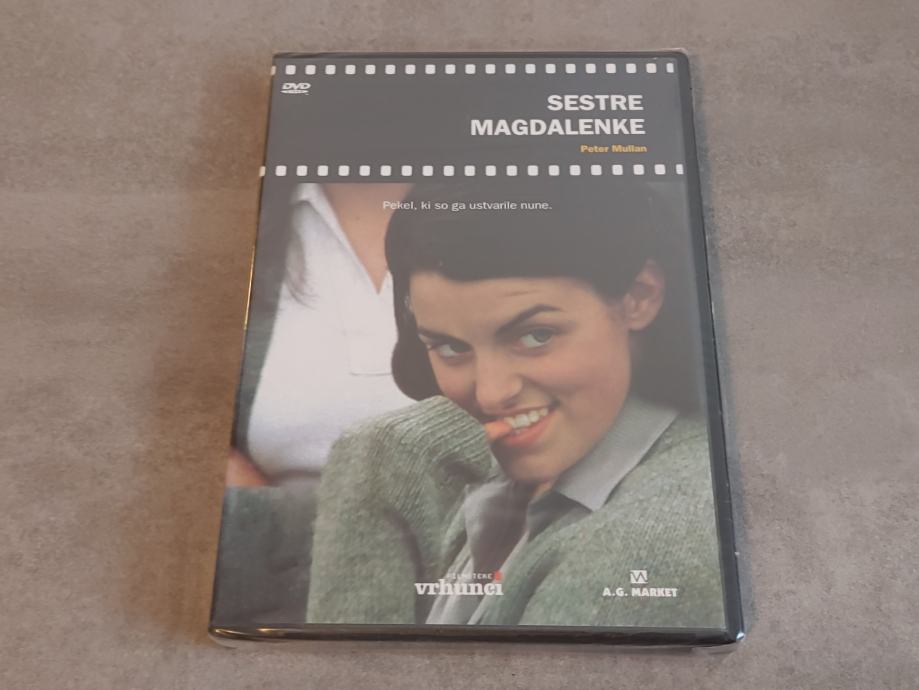 DVD
SESTRE
MAGDALENKE
Peter Mullan
Pekel, ki so ga ustvarile nune.
vrhunci
A.G. MARKET